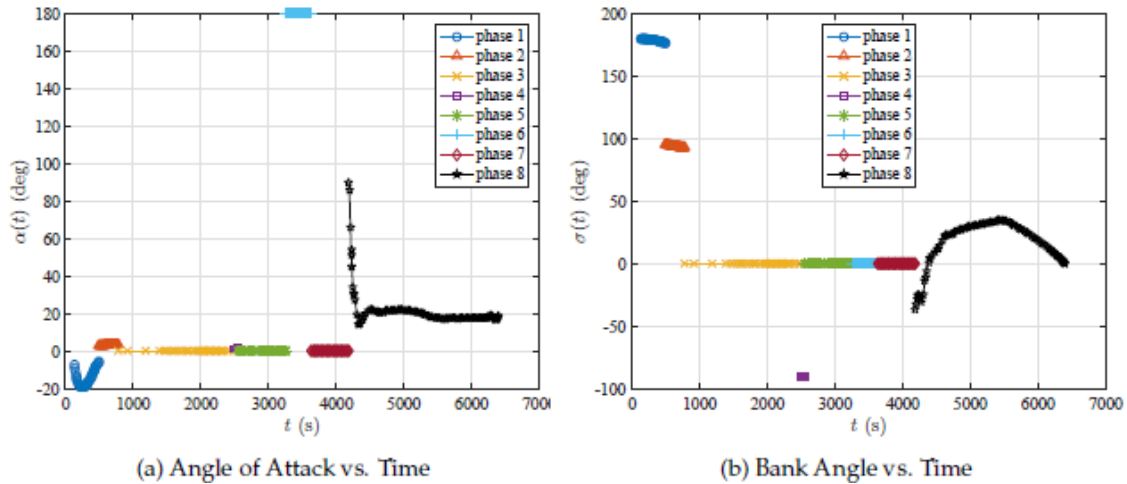 180
160
140
120
100
80
60
40
20
0
-20
α(t) (deg)
0 1000 2000 3000 4000 5000 6000 7000
t (s)
phase 1
phase 2
phase 3
phase 4
phase 5
phase 6
phase 7
phase 8
(a) Angle of Attack vs. Time
200
150
100
50
0
-50
-100
σ(t) (deg)
0 1000 2000 3000 4000 5000 6000 7000
t (s)
phase 1
phase 2
phase 3
phase 4
phase 5
phase 6
phase 7
phase 8
(b) Bank Angle vs. Time